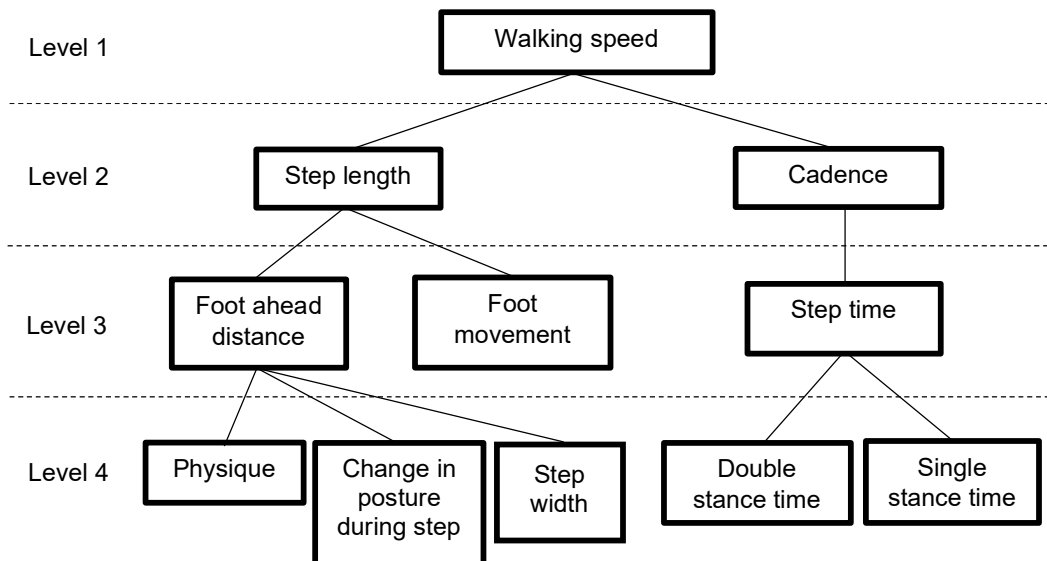 Level 1
Walking speed
Level 2
Step length
Cadence
Level 3
Foot ahead
distance
Foot
movement
Step time
Level 4
Physique
Change in
posture
during step
Step
width
Double
stance time
Single
stance time